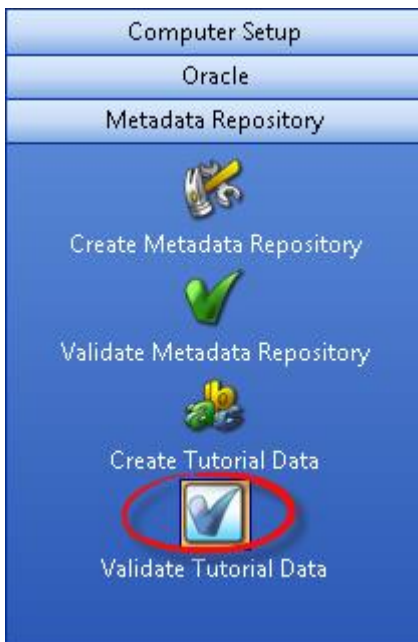 Computer Setup
Oracle
Metadata Repository
Create Metadata Repository
Validate Metadata Repository
Create Tutorial Data
Validate Tutorial Data